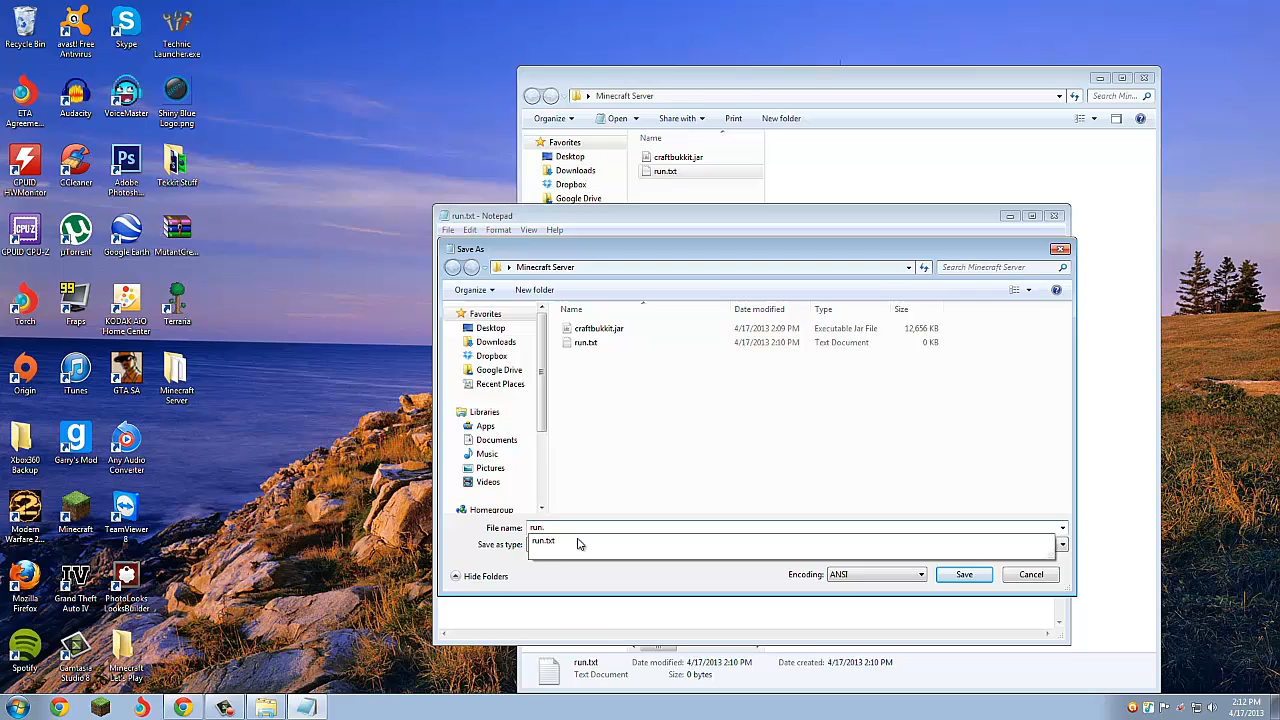 Recycle Bin
avast! Free Antivirus
Skype
Technic Launcher.exe
ETA Agreeme...
Audacity
VoiceMaster
Shiny Blue Logo.png
CPUID HWMonitor
CCleaner
Adobe Photosh...
Tekkit Stuff
CPUID CPU-Z
µTorrent
Google Earth
MutantCre...
Torch
Fraps
KODAK AiO Home Center
Terraria
Origin
iTunes
GTA SA
Minecraft Server
Xbox360 Backup
Garry's Mod
Any Audio Converter
Modern Warfare 2...
Minecraft
TeamViewer 8
Mozilla Firefox
Grand Theft Auto IV
PhotoLooks LooksBuilder
Spotify
Camtasia Studio 8
Minecraft Let's Play
Minecraft Server
Search Min...
Organize
Open
Share with
Print
New folder
Favorites
Desktop
Downloads
Dropbox
Google Drive
Name
craftbukkit.jar
run.txt
run.txt - Notepad
File Edit Format View Help
Save As
Minecraft Server
Search Minecraft Server
Organize
New folder
Favorites
Desktop
Downloads
Dropbox
Google Drive
Recent Places
Libraries
Apps
Documents
Music
Pictures
Videos
Homegroup
Name Date modified Type Size
craftbukkit.jar 4/17/2013 2:09 PM Executable Jar File 12,656 KB
run.txt 4/17/2013 2:10 PM Text Document 0 KB
File name: run.
run.txt
Save as type:
Hide Folders
Encoding: ANSI
Save
Cancel
run.txt Date modified: 4/17/2013 2:10 PM Date created: 4/17/2013 2:10 PM
Text Document Size: 0 bytes
2:12 PM
4/17/2013